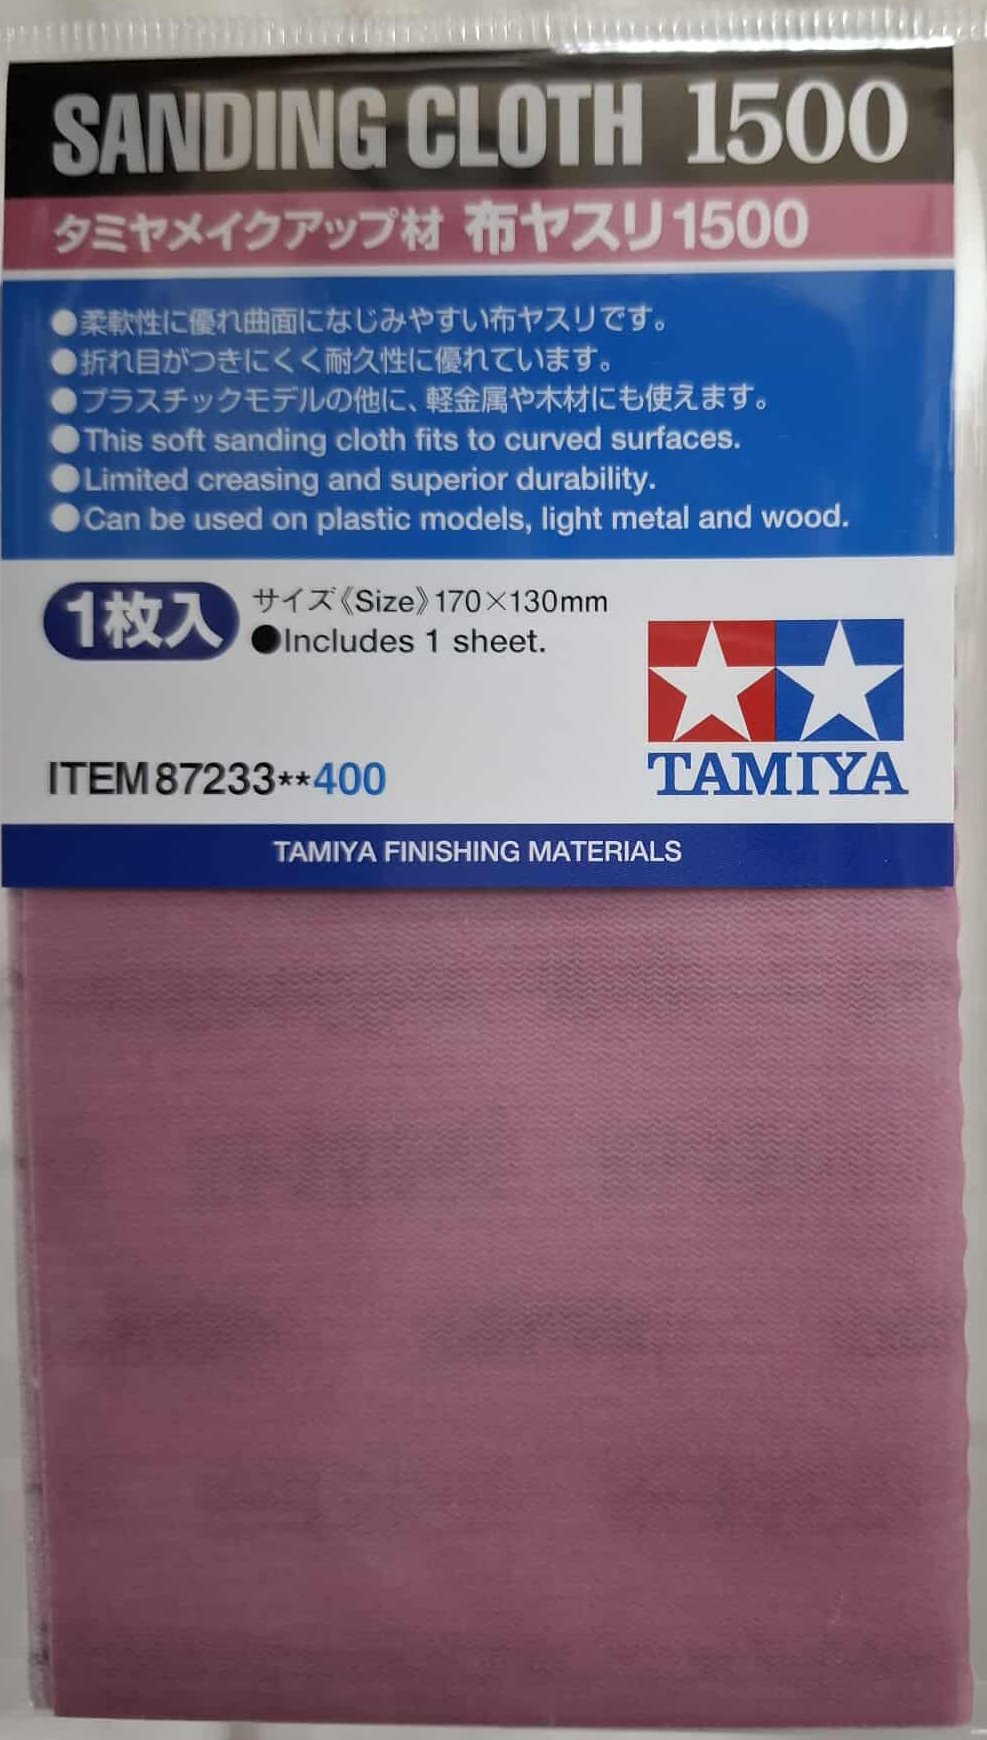 SANDING CLOTH 1500
タミヤメイクアップ材 布ヤスリ1500
●柔軟性に優れ曲面になじみやすい布ヤスリです。
●折れ目がつきにくく耐久性に優れています。
●プラスチックモデルの他に、軽金属や木材にも使えます。
●This soft sanding cloth fits to curved surfaces.
●Limited creasing and superior durability.
●Can be used on plastic models, light metal and wood.
1枚入
サイズ《Size》170×130mm
●Includes 1 sheet.
TAMIYA
ITEM 87233**400
TAMIYA FINISHING MATERIALS